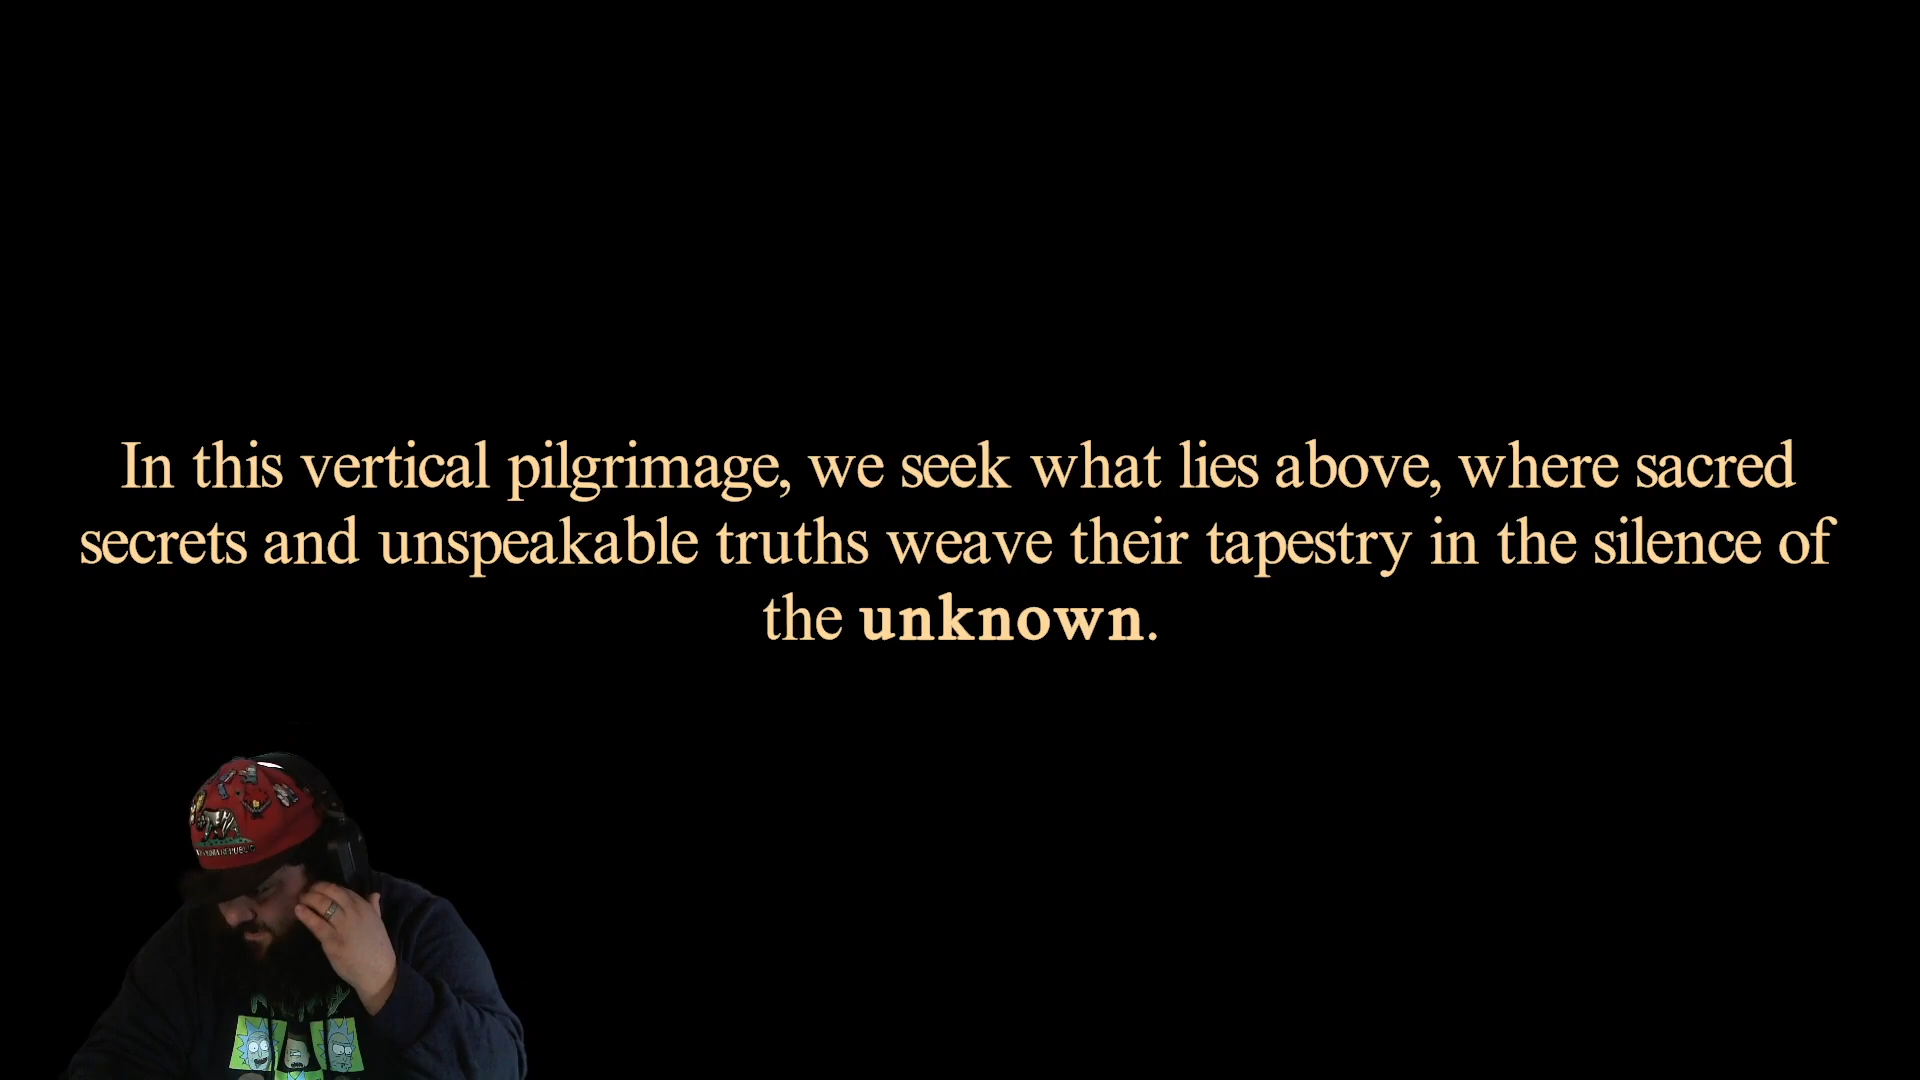 In this vertical pilgrimage, we seek what lies above, where sacred
secrets and unspeakable truths weave their tapestry in the silence of
the unknown.